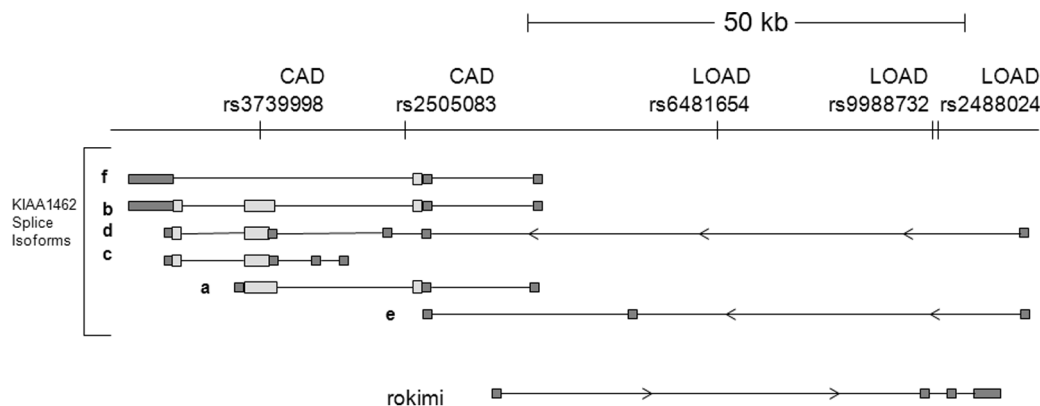 50 kb
CAD CAD LOAD LOAD LOAD
rs3739998 rs2505083 rs6481654 rs9988732 rs2488024
f
KIAA1462
Splice
Isoforms
b
d
c
a
e
rokimi